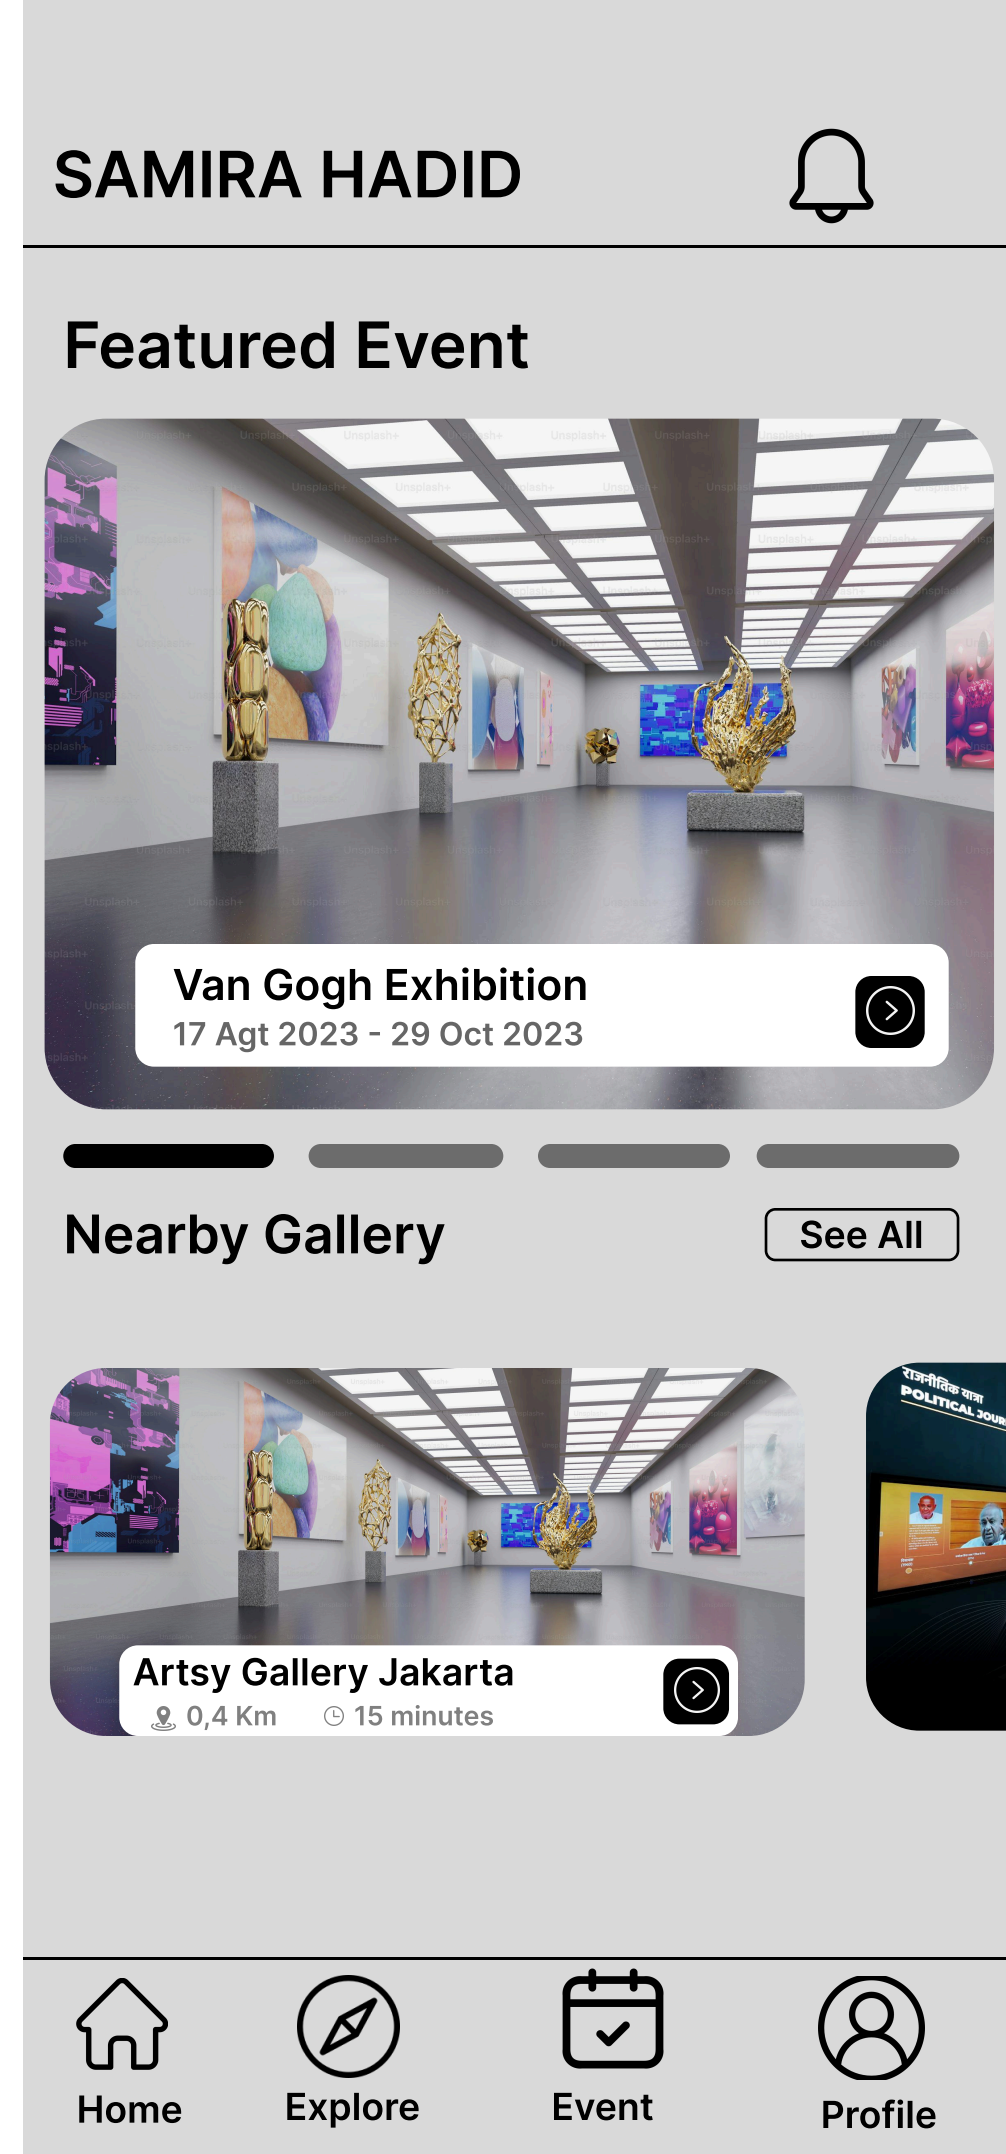 SAMIRA HADID
Featured Event
Unsplash+
Van Gogh Exhibition
17 Agt 2023 - 29 Oct 2023
Nearby Gallery
See All
राजनीतिक यात्रा
POLITICAL JOUR
Artsy Gallery Jakarta
0,4 Km
15 minutes
Home
Explore
Event
Profile